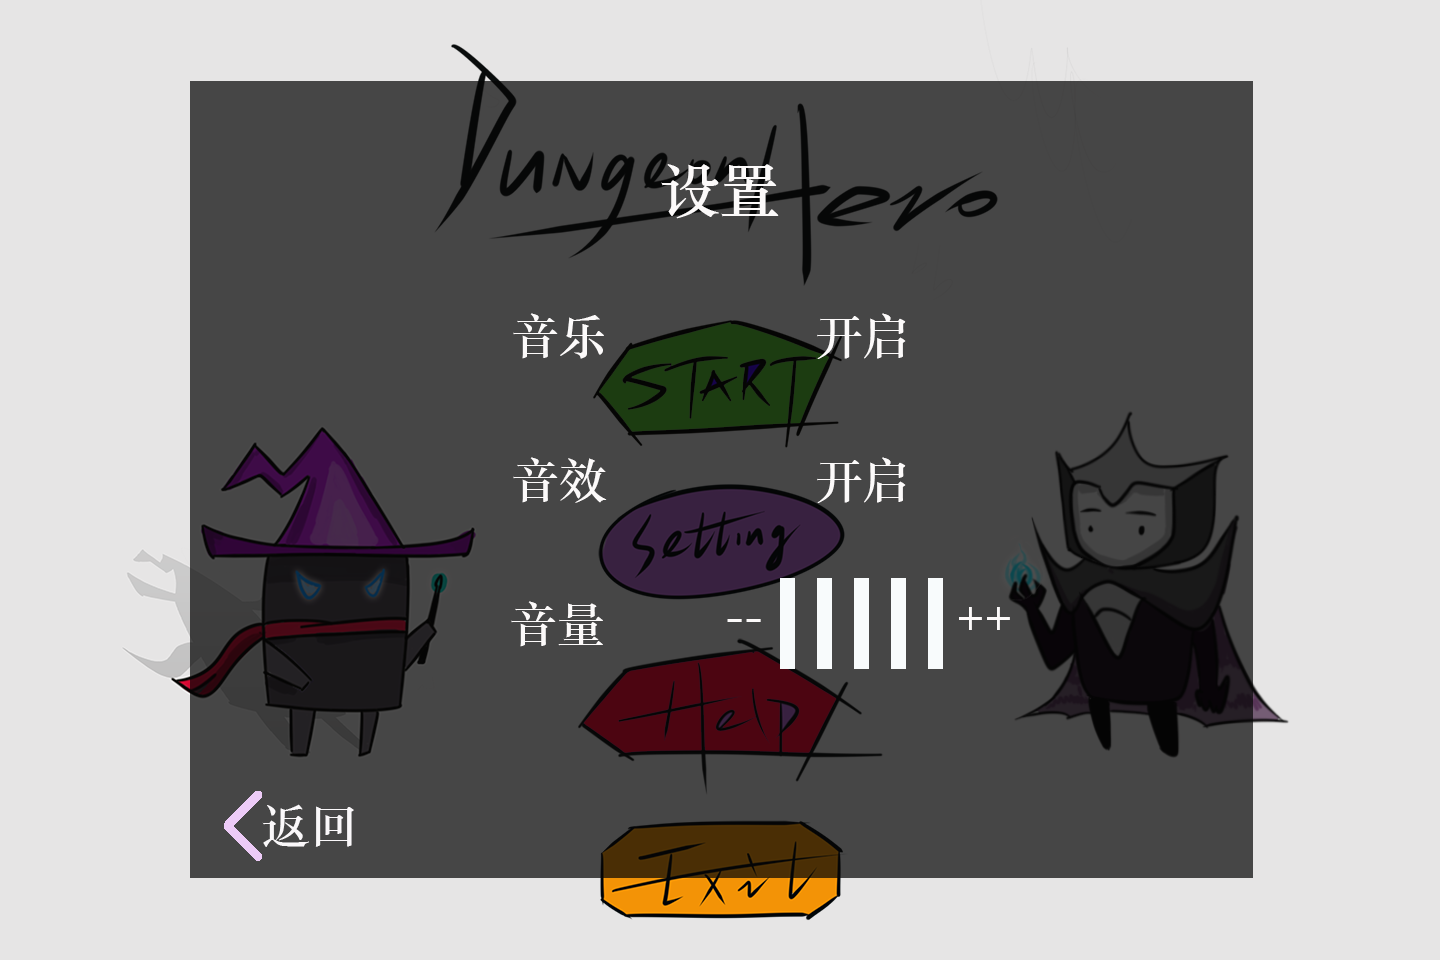 Dungeon Hero
设置
音乐 开启
START
音效 开启
Setting
音量 -- ++
Help
返回
Exit